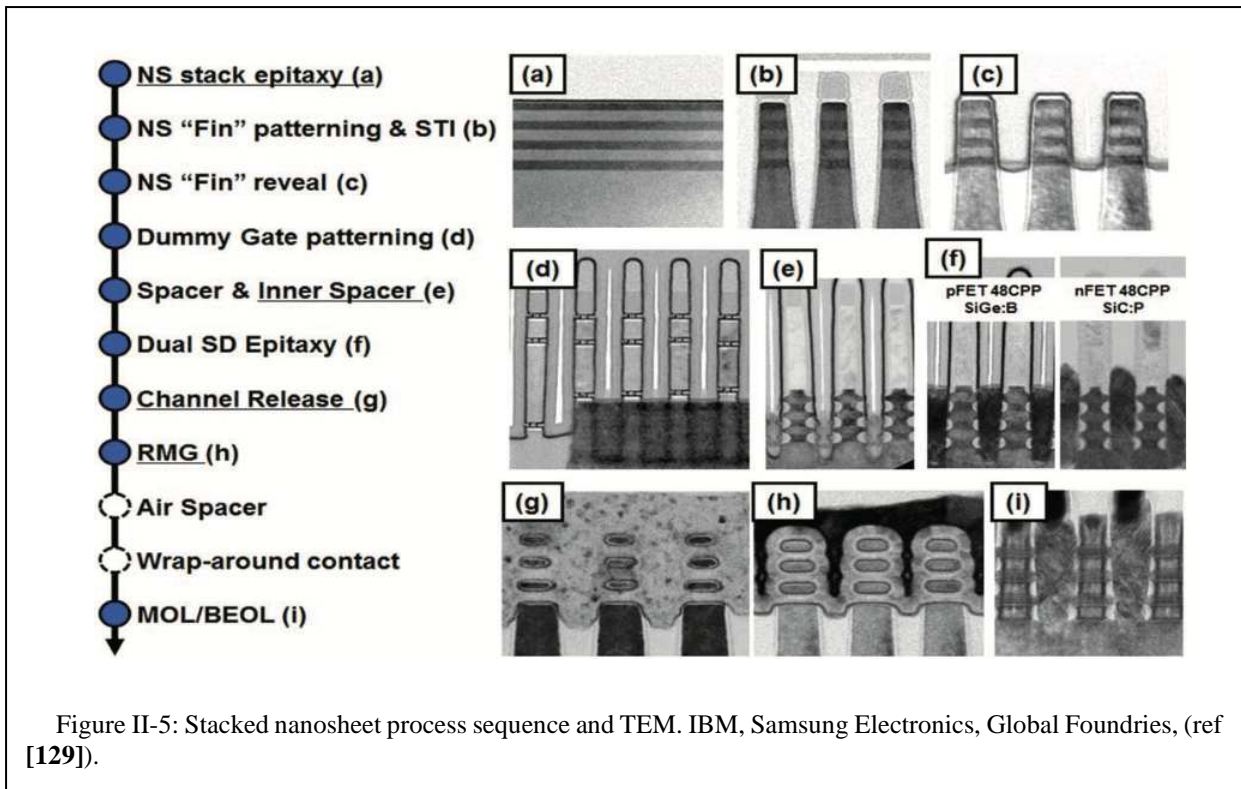 NS stack epitaxy (a)
NS “Fin” patterning & STI (b)
NS “Fin” reveal (c)
Dummy Gate patterning (d)
Spacer & Inner Spacer (e)
Dual SD Epitaxy (f)
Channel Release (g)
RMG (h)
Air Spacer
Wrap-around contact
MOL/BEOL (i)
(a)
(b)
(c)
(d)
(e)
(f)
pFET 48CPP
SiGe:B
nFET 48CPP
SiC:P
(g)
(h)
(i)
Figure II-5: Stacked nanosheet process sequence and TEM. IBM, Samsung Electronics, Global Foundries, (ref
[129]).